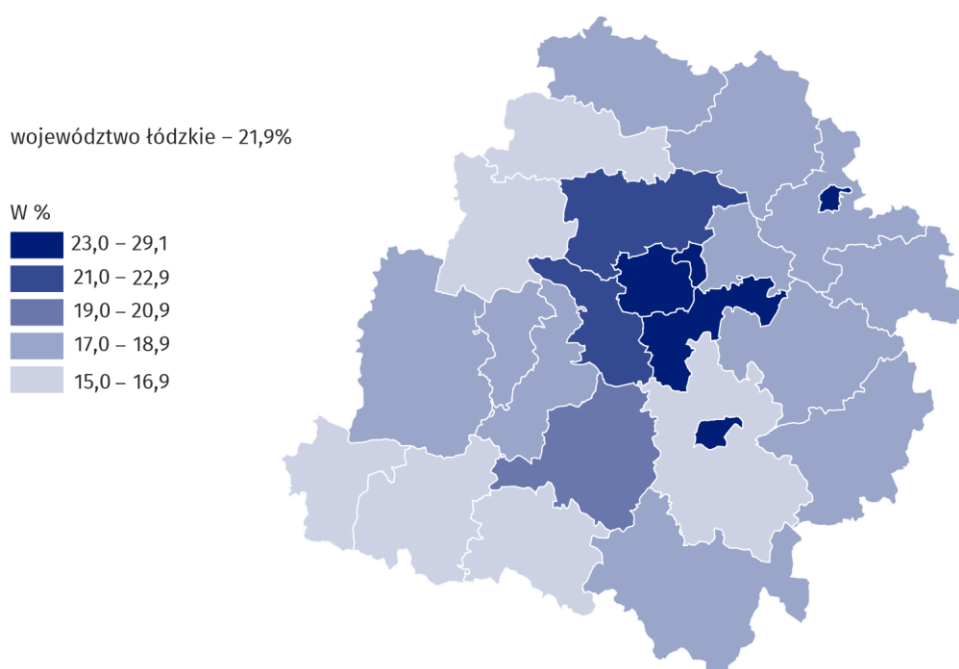 województwo łódzkie – 21,9%
W %
23,0 – 29,1
21,0 – 22,9
19,0 – 20,9
17,0 – 18,9
15,0 – 16,9